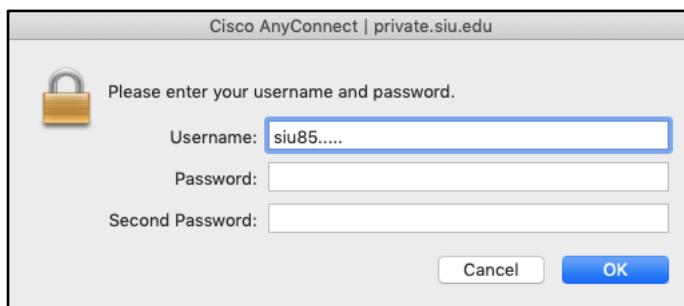 Cisco AnyConnect | private.siu.edu
Please enter your username and password.
Username: siu85.....
Password:
Second Password:
Cancel OK